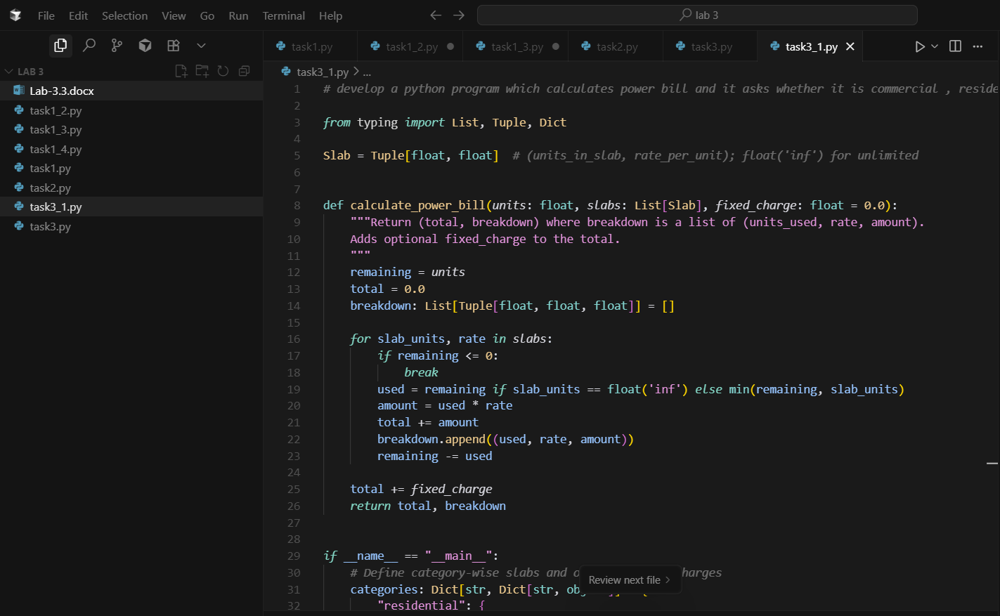 File Edit Selection View Go Run Terminal Help
lab 3
task1.py task1_2.py task1_3.py task2.py task3.py task3_1.py
LAB 3
Lab-3.3.docx
task1_2.py
task1_3.py
task1_4.py
task1.py
task2.py
task3_1.py
task3.py
task3_1.py > ...
1 # develop a python program which calculates power bill and it asks whether it is commercial , reside
2
3 from typing import List, Tuple, Dict
4
5 Slab = Tuple[float, float]  # (units_in_slab, rate_per_unit); float('inf') for unlimited
6
7
8 def calculate_power_bill(units: float, slabs: List[Slab], fixed_charge: float = 0.0):
9     """Return (total, breakdown) where breakdown is a list of (units_used, rate, amount).
10     Adds optional fixed_charge to the total.
11     """
12     remaining = units
13     total = 0.0
14     breakdown: List[Tuple[float, float, float]] = []
15
16     for slab_units, rate in slabs:
17         if remaining <= 0:
18             break
19         used = remaining if slab_units == float('inf') else min(remaining, slab_units)
20         amount = used * rate
21         total += amount
22         breakdown.append((used, rate, amount))
23         remaining -= used
24
25     total += fixed_charge
26     return total, breakdown
27
28
29 if __name__ == "__main__":
30     # Define category-wise slabs and o harges
31     categories: Dict[str, Dict[str, ob
32         "residential": {
Review next file >